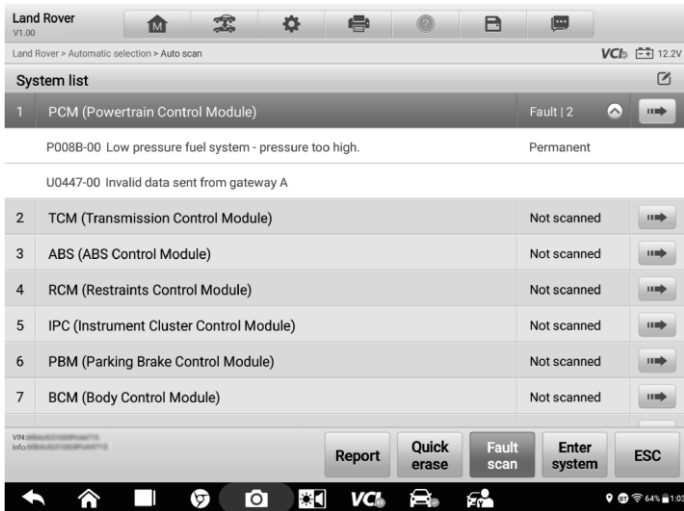 Land Rover
V1.00
Land Rover > Automatic selection > Auto scan
VCI 12.2V
System list
1 PCM (Powertrain Control Module) Fault | 2
P008B-00 Low pressure fuel system - pressure too high. Permanent
U0447-00 Invalid data sent from gateway A
2 TCM (Transmission Control Module) Not scanned
3 ABS (ABS Control Module) Not scanned
4 RCM (Restraints Control Module) Not scanned
5 IPC (Instrument Cluster Control Module) Not scanned
6 PBM (Parking Brake Control Module) Not scanned
7 BCM (Body Control Module) Not scanned
VIN:
Info:
Report Quick erase Fault scan Enter system ESC
VCI 64% 1:03